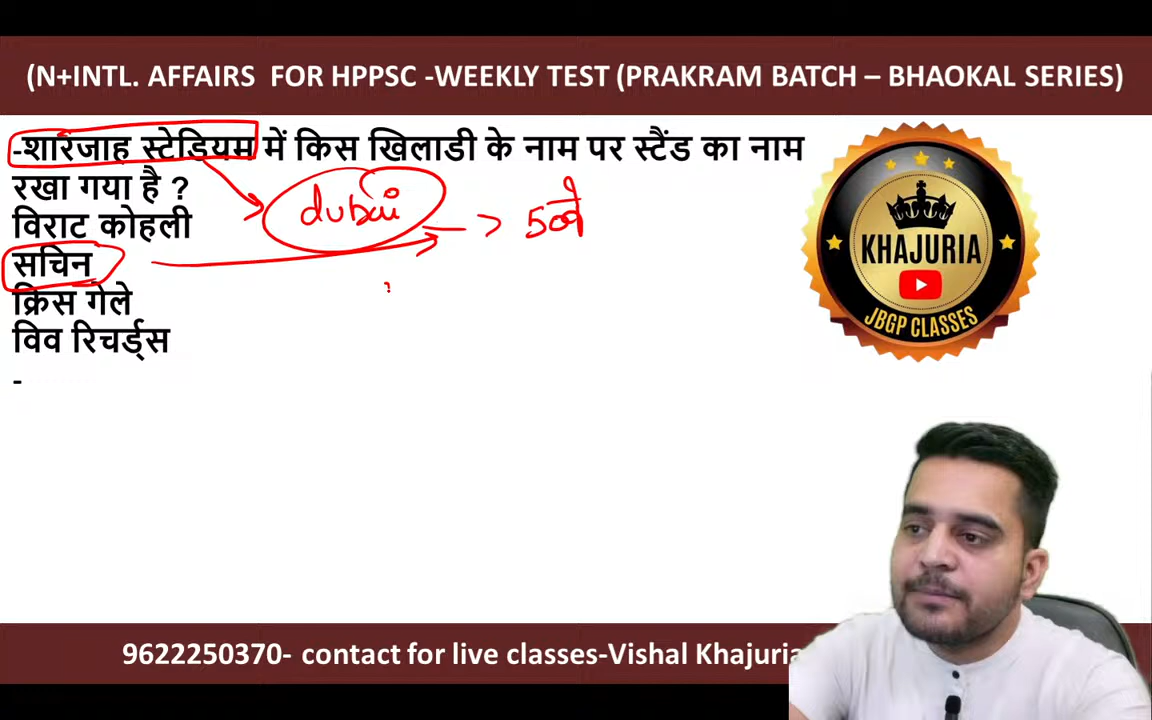 (N+INTL. AFFAIRS FOR HPPSC -WEEKLY TEST (PRAKRAM BATCH – BHAOKAL SERIES)
-शारजाह स्टेडियम में किस खिलाडी के नाम पर स्टैंड का नाम
रखा गया है ?
विराट कोहली
सचिन
क्रिस गेले
विव रिचर्ड्स
-
dubai
KHAJURIA
JBGP CLASSES
9622250370- contact for live classes-Vishal Khajuria